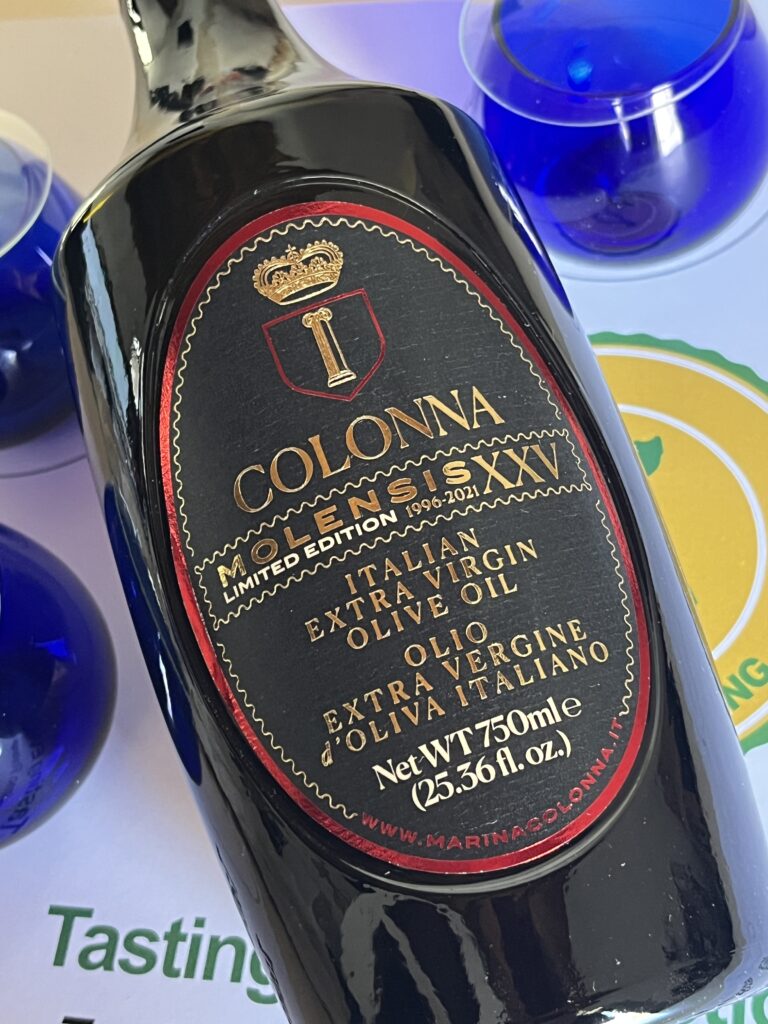 COLONNA
MOLENSIS XXV
LIMITED EDITION 1996-2021
ITALIAN
EXTRA VIRGIN
OLIVE OIL
OLIO
EXTRA VERGINE
d'OLIVA ITALIANO
Net WT 750ml e
(25.36 fl. oz.)
WWW.MARINACOLONNA.IT
Tasting